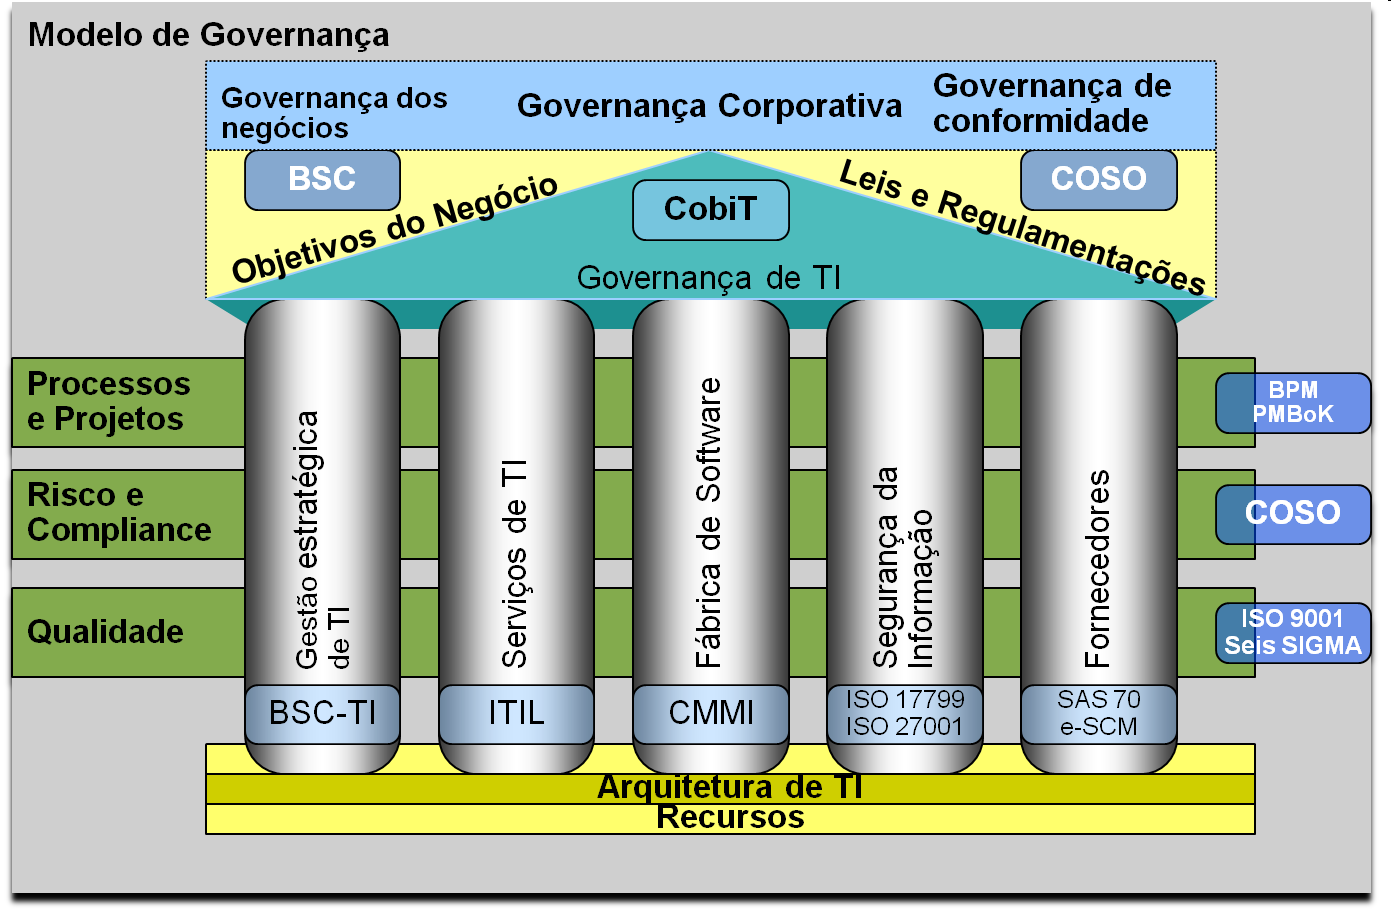 Modelo de Governança
Governança dos
negócios
Governança Corporativa
Governança de
conformidade
BSC
CobiT
COSO
Objetivos do Negócio
Leis e Regulamentações
Governança de TI
Processos
e Projetos
BPM
PMBoK
Risco e
Compliance
COSO
Qualidade
ISO 9001
Seis SIGMA
Gestão estratégica
de TI
Serviços de TI
Fábrica de Software
Segurança da
Informação
Fornecedores
BSC-TI
ITIL
CMMI
ISO 17799
ISO 27001
SAS 70
e-SCM
Arquitetura de TI
Recursos